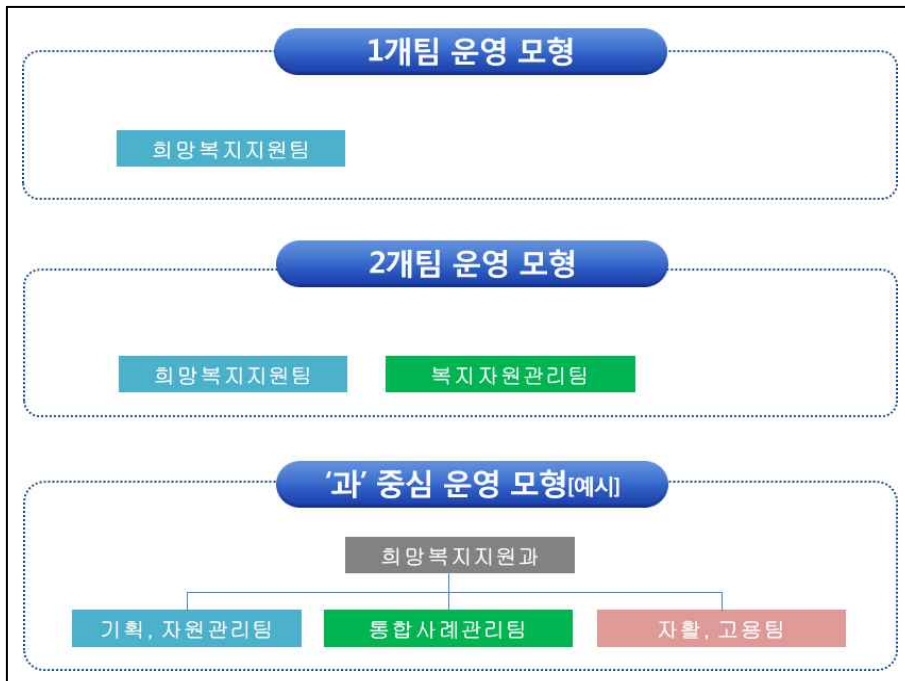 1개팀 운영 모형
희망복지지원팀
2개팀 운영 모형
희망복지지원팀 복지자원관리팀
'과' 중심 운영 모형[예시]
희망복지지원과
기획, 자원관리팀 통합사례관리팀 자활, 고용팀